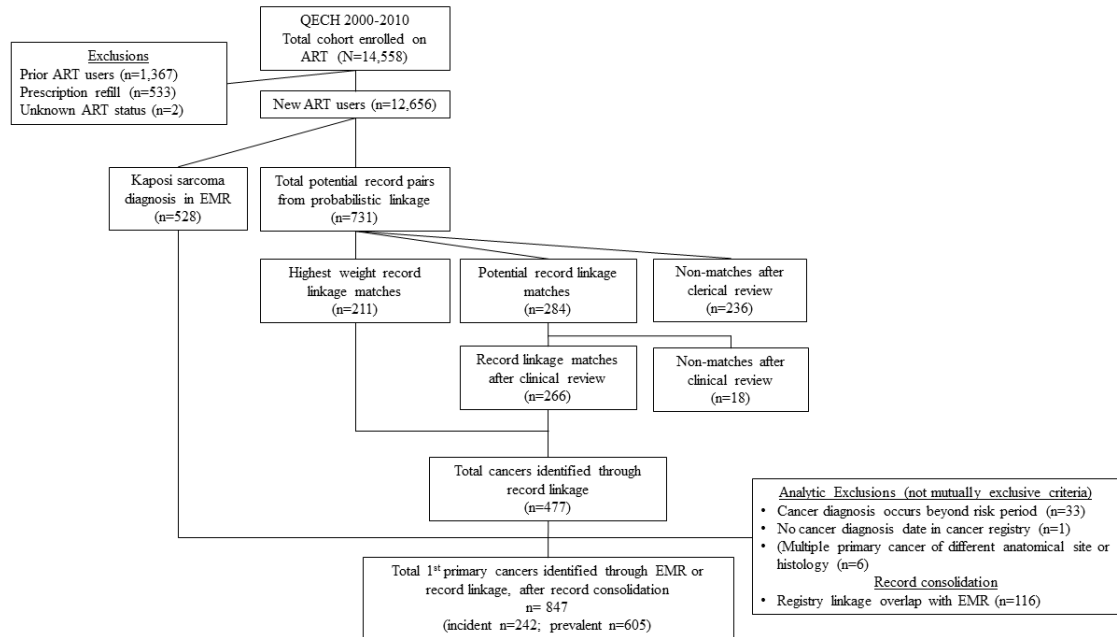 QECH 2000-2010
Total cohort enrolled on
ART (N=14,558)
Exclusions
Prior ART users (n=1,367)
Prescription refill (n=533)
Unknown ART status (n=2)
New ART users (n=12,656)
Kaposi sarcoma
diagnosis in EMR
(n=528)
Total potential record pairs
from probabilistic linkage
(n=731)
Highest weight record
linkage matches
(n=211)
Potential record linkage
matches
(n=284)
Non-matches after
clerical review
(n=236)
Record linkage matches
after clinical review
(n=266)
Non-matches after
clinical review
(n=18)
Total cancers identified through
record linkage
(n=477)
Analytic Exclusions (not mutually exclusive criteria)
• Cancer diagnosis occurs beyond risk period (n=33)
• No cancer diagnosis date in cancer registry (n=1)
• (Multiple primary cancer of different anatomical site or
histology (n=6)
Record consolidation
• Registry linkage overlap with EMR (n=116)
Total 1st primary cancers identified through EMR or
record linkage, after record consolidation
n= 847
(incident n=242; prevalent n=605)